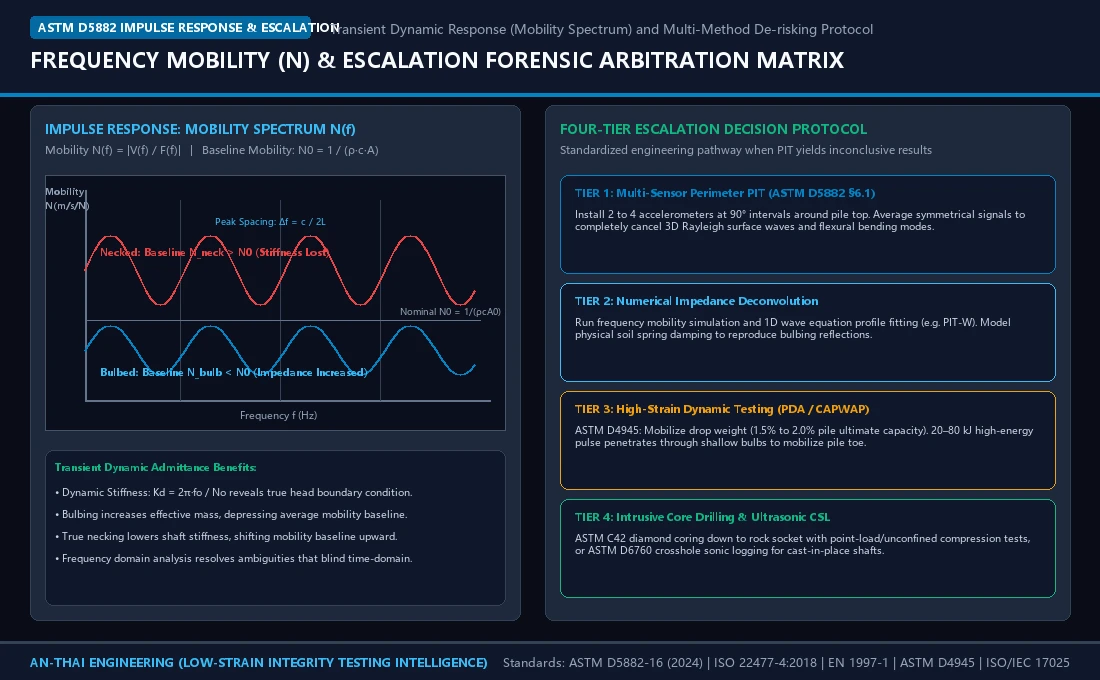 ASTM D5882 IMPULSE RESPONSE & ESCALATION
Transient Dynamic Response (Mobility Spectrum) and Multi-Method De-risking Protocol
FREQUENCY MOBILITY (N) & ESCALATION FORENSIC ARBITRATION MATRIX
IMPULSE RESPONSE: MOBILITY SPECTRUM N(f)
Mobility N(f) = |V(f) / F(f)| | Baseline Mobility: N0 = 1 / (ρ·c·A)
Mobility
N(m/s/N)
Peak Spacing: Δf = c / 2L
Necked: Baseline N_neck > N0 (Stiffness Lost)
Nominal N0 = 1/(ρcA0)
Bulbed: Baseline N_bulb < N0 (Impedance Increased)
Frequency f (Hz)
Transient Dynamic Admittance Benefits:
• Dynamic Stiffness: Kd = 2π·fo / No reveals true head boundary condition.
• Bulbing increases effective mass, depressing average mobility baseline.
• True necking lowers shaft stiffness, shifting mobility baseline upward.
• Frequency domain analysis resolves ambiguities that blind time-domain.
FOUR-TIER ESCALATION DECISION PROTOCOL
Standardized engineering pathway when PIT yields inconclusive results
TIER 1: Multi-Sensor Perimeter PIT (ASTM D5882 §6.1)
Install 2 to 4 accelerometers at 90° intervals around pile top. Average symmetrical signals to
completely cancel 3D Rayleigh surface waves and flexural bending modes.
TIER 2: Numerical Impedance Deconvolution
Run frequency mobility simulation and 1D wave equation profile fitting (e.g. PIT-W). Model
physical soil spring damping to reproduce bulbing reflections.
TIER 3: High-Strain Dynamic Testing (PDA / CAPWAP)
ASTM D4945: Mobilize drop weight (1.5% to 2.0% pile ultimate capacity). 20–80 kJ high-energy
pulse penetrates through shallow bulbs to mobilize pile toe.
TIER 4: Intrusive Core Drilling & Ultrasonic CSL
ASTM C42 diamond coring down to rock socket with point-load/unconfined compression tests,
or ASTM D6760 crosshole sonic logging for cast-in-place shafts.
AN-THAI ENGINEERING (LOW-STRAIN INTEGRITY TESTING INTELLIGENCE)
Standards: ASTM D5882-16 (2024) | ISO 22477-4:2018 | EN 1997-1 | ASTM D4945 | ISO/IEC 17025